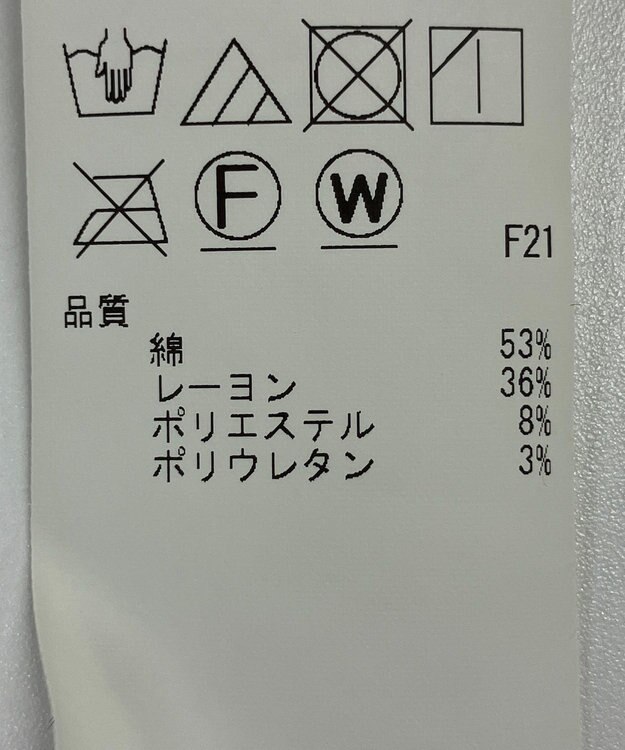 F W
F21
品質
綿 53%
レーヨン 36%
ポリエステル 8%
ポリウレタン 3%